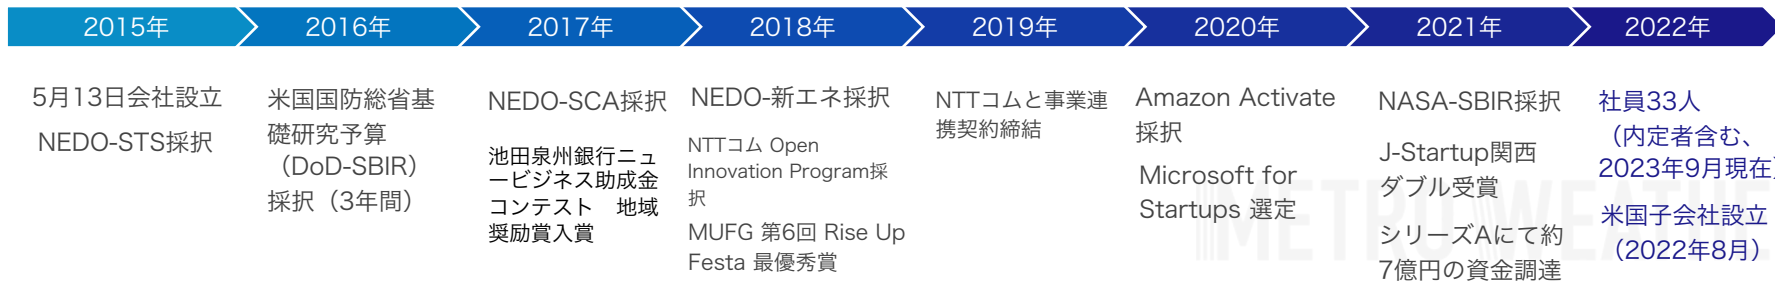 2015年
2016年
2017年
2018年
2019年
2020年
2021年
2022年
5月13日会社設立
NEDO-STS採択
米国国防総省基
礎研究予算
（DoD-SBIR）
採択（3年間）
NEDO-SCA採択
池田泉州銀行ニュ
ービジネス助成金
コンテスト　地域
奨励賞入賞
NEDO-新エネ採択
NTTコム Open
Innovation Program採
択
MUFG 第6回 Rise Up
Festa 最優秀賞
NTTコムと事業連
携契約締結
Amazon Activate
採択
Microsoft for
Startups 選定
NASA-SBIR採択
J-Startup関西
ダブル受賞
シリーズAにて約
7億円の資金調達
社員33人
（内定者含む、
2023年9月現在）
米国子会社設立
（2022年8月）
METRO WEATHE